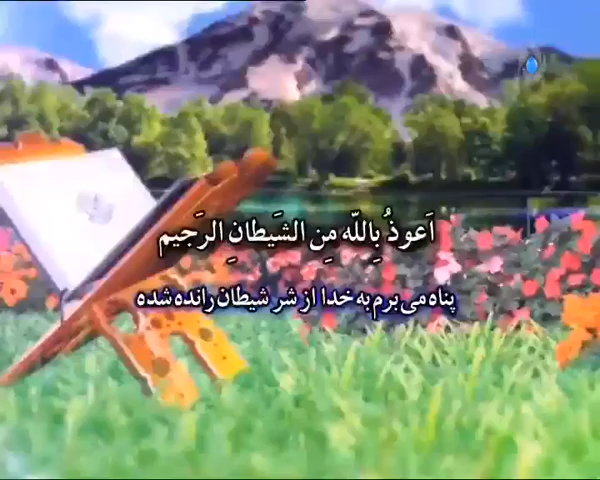 اَعوذُ بِاللّه مِن الشَیطانِ الرَجیم
پناه می برم به خدا از شر شیطان رانده شده